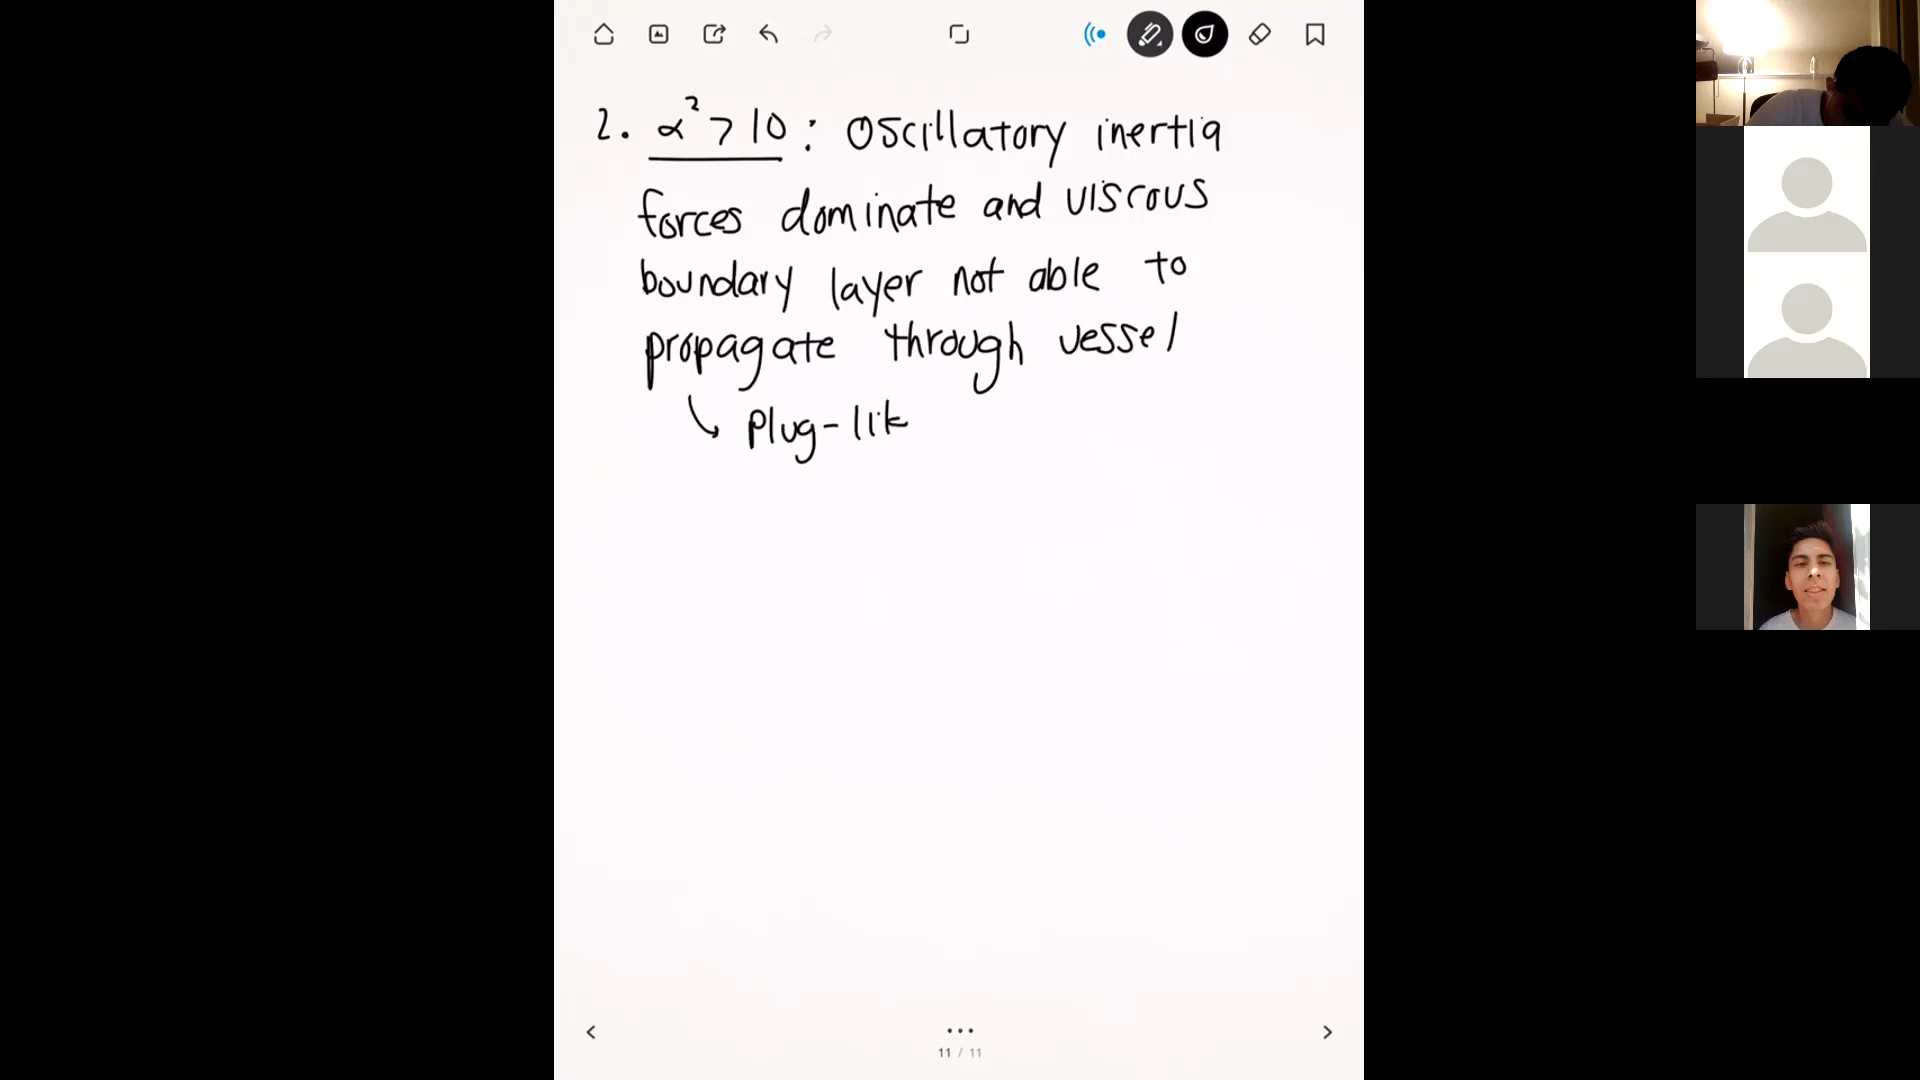 2. α² > 10 : Oscillatory inertia
forces dominate and viscous
boundary layer not able to
propagate through vessel
↳ Plug-lik
11 / 11